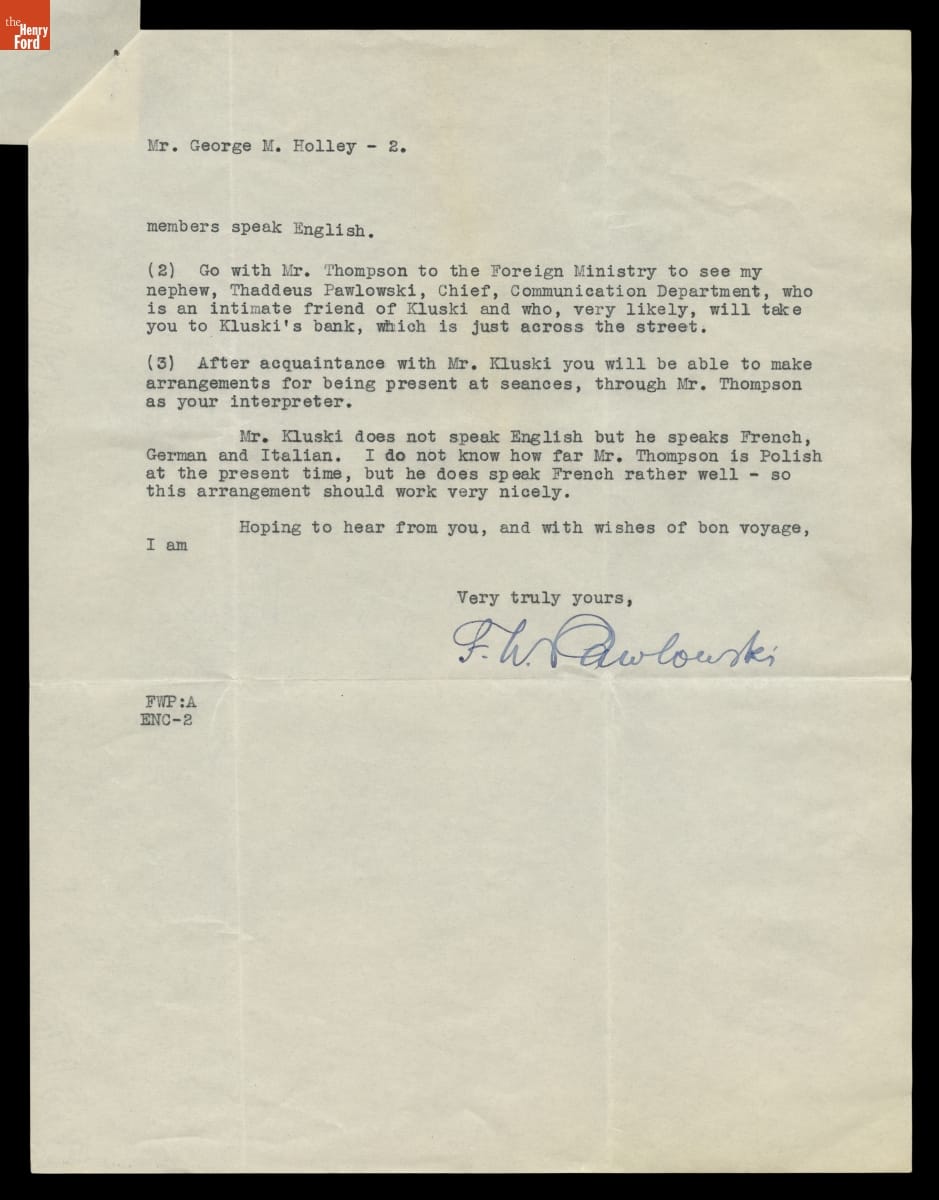 the
Henry
Ford
Mr. George M. Holley - 2.
members speak English.
(2) Go with Mr. Thompson to the Foreign Ministry to see my
nephew, Thaddeus Pawlowski, Chief, Communication Department, who
is an intimate friend of Kluski and who, very likely, will take
you to Kluski's bank, which is just across the street.
(3) After acquaintance with Mr. Kluski you will be able to make
arrangements for being present at seances, through Mr. Thompson
as your interpreter.
Mr. Kluski does not speak English but he speaks French,
German and Italian. I do not know how far Mr. Thompson is Polish
at the present time, but he does speak French rather well - so
this arrangement should work very nicely.
Hoping to hear from you, and with wishes of bon voyage,
I am
Very truly yours,
F. W. Pawlowski
FWP:A
ENC-2